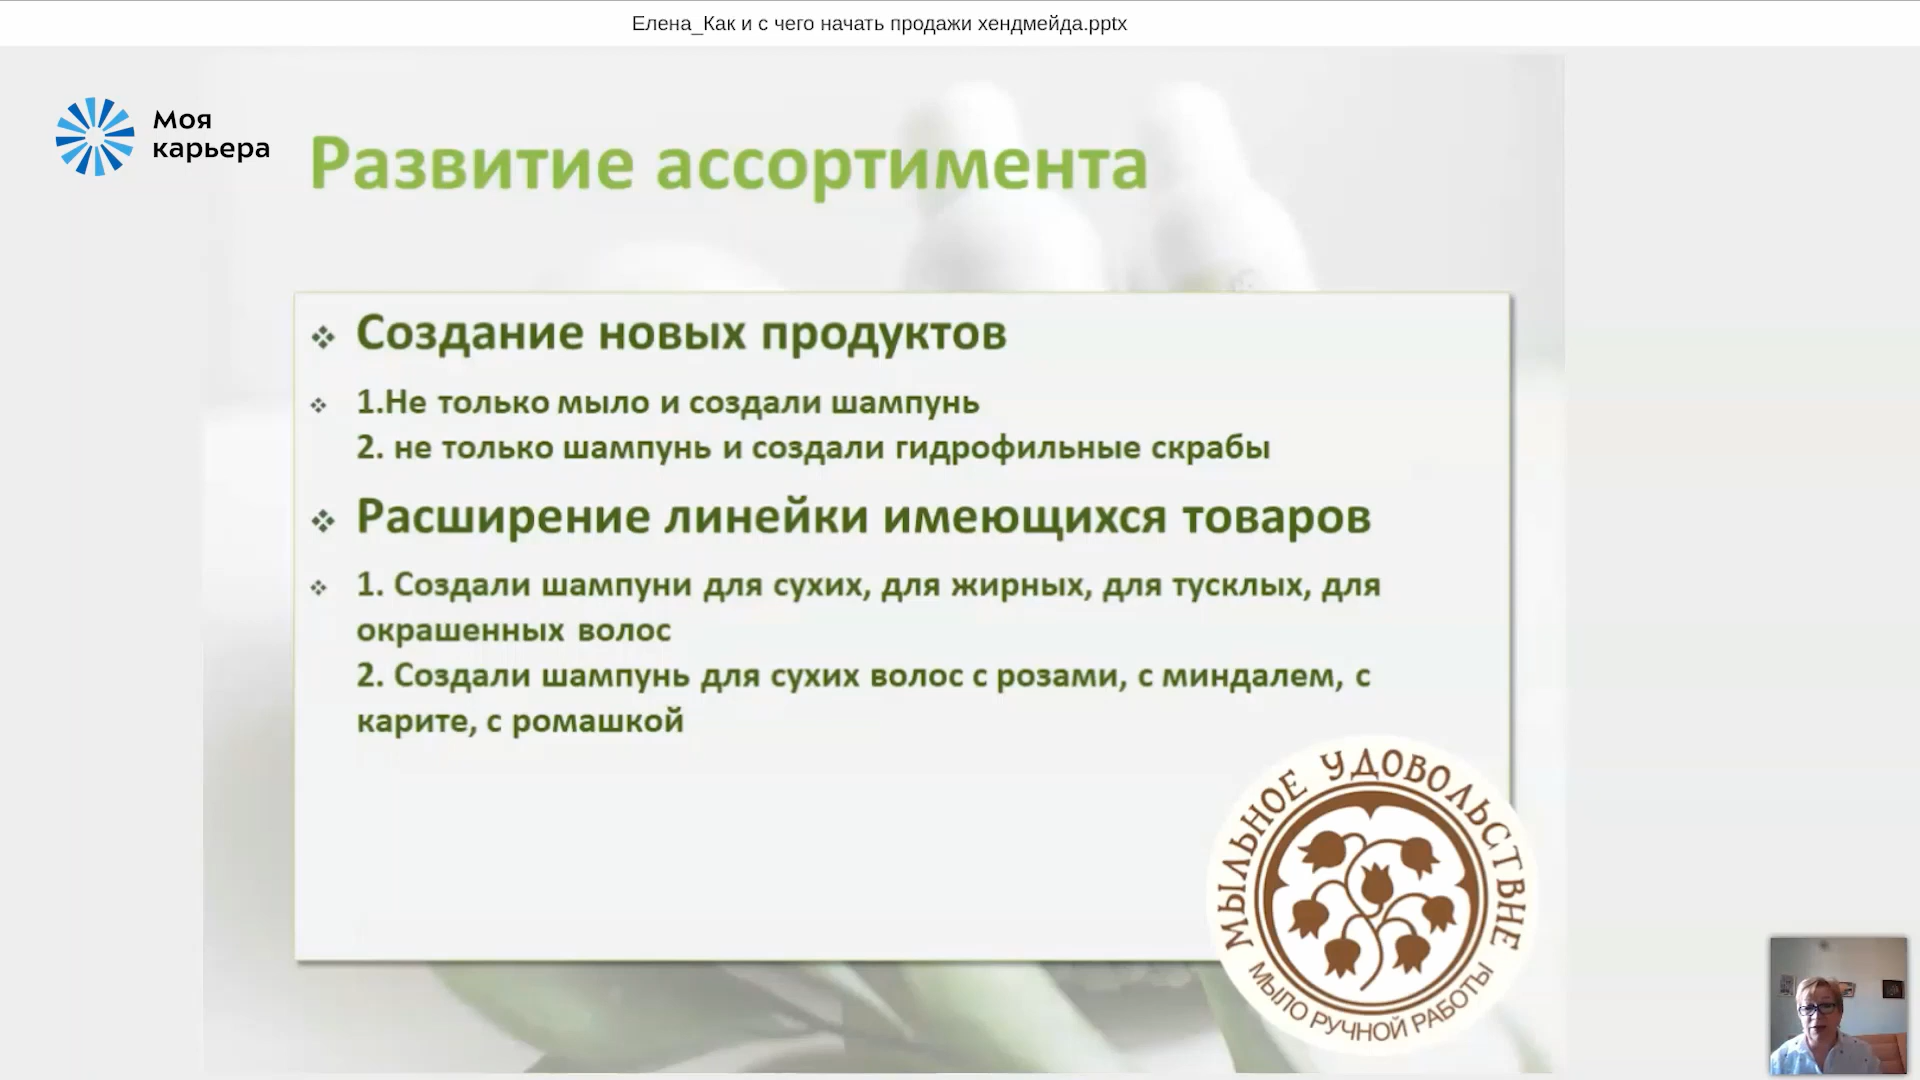 Елена_Как и с чего начать продажи хендмейда.pptx
Моя
карьера
Развитие ассортимента
Создание новых продуктов
1.Не только мыло и создали шампунь
2. не только шампунь и создали гидрофильные скрабы
Расширение линейки имеющихся товаров
1. Создали шампуни для сухих, для жирных, для тусклых, для
окрашенных волос
2. Создали шампунь для сухих волос с розами, с миндалем, с
карите, с ромашкой
МЫЛЬНОЕ УДОВОЛЬСТВИЕ
МЫЛО РУЧНОЙ РАБОТЫ